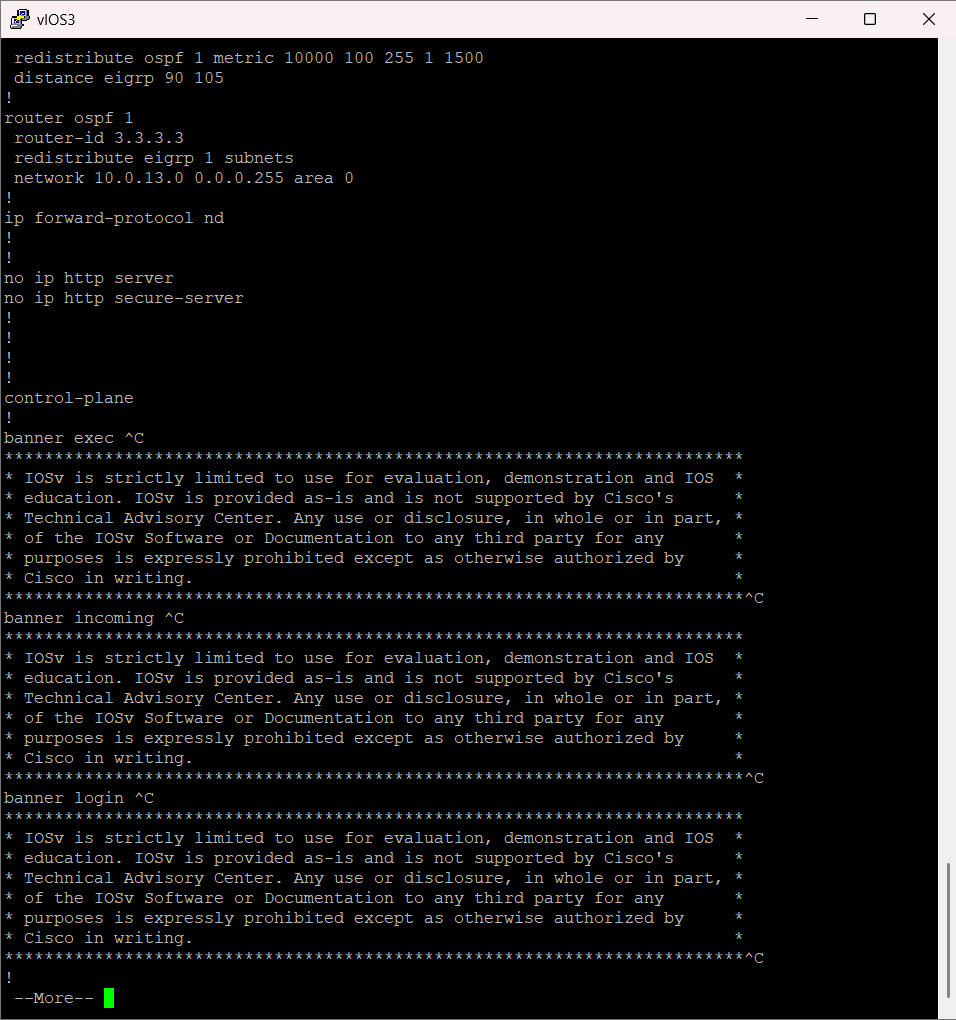 vIOS3
 redistribute ospf 1 metric 10000 100 255 1 1500
 distance eigrp 90 105
!
router ospf 1
 router-id 3.3.3.3
 redistribute eigrp 1 subnets
 network 10.0.13.0 0.0.0.255 area 0
!
ip forward-protocol nd
!
!
no ip http server
no ip http secure-server
!
!
!
!
control-plane
!
banner exec ^C
**************************************************************************
* IOSv is strictly limited to use for evaluation, demonstration and IOS  *
* education. IOSv is provided as-is and is not supported by Cisco's      *
* Technical Advisory Center. Any use or disclosure, in whole or in part, *
* of the IOSv Software or Documentation to any third party for any       *
* purposes is expressly prohibited except as otherwise authorized by     *
* Cisco in writing.                                                      *
**************************************************************************^C
banner incoming ^C
**************************************************************************
* IOSv is strictly limited to use for evaluation, demonstration and IOS  *
* education. IOSv is provided as-is and is not supported by Cisco's      *
* Technical Advisory Center. Any use or disclosure, in whole or in part, *
* of the IOSv Software or Documentation to any third party for any       *
* purposes is expressly prohibited except as otherwise authorized by     *
* Cisco in writing.                                                      *
**************************************************************************^C
banner login ^C
**************************************************************************
* IOSv is strictly limited to use for evaluation, demonstration and IOS  *
* education. IOSv is provided as-is and is not supported by Cisco's      *
* Technical Advisory Center. Any use or disclosure, in whole or in part, *
* of the IOSv Software or Documentation to any third party for any       *
* purposes is expressly prohibited except as otherwise authorized by     *
* Cisco in writing.                                                      *
**************************************************************************^C
!
 --More--